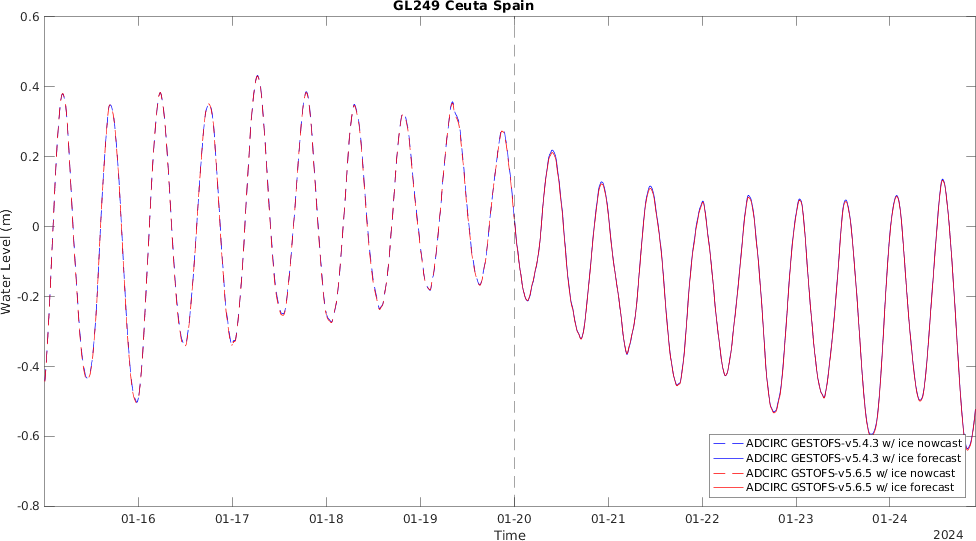 GL249 Ceuta Spain
0.6
0.4
0.2
0
-0.2
-0.4
-0.6
-0.8
Water Level (m)
ADCIRC GESTOFS-v5.4.3 w/ ice nowcast
ADCIRC GESTOFS-v5.4.3 w/ ice forecast
ADCIRC GSTOFS-v5.6.5 w/ ice nowcast
ADCIRC GSTOFS-v5.6.5 w/ ice forecast
01-16 01-17 01-18 01-19 01-20 01-21 01-22 01-23 01-24
Time
2024